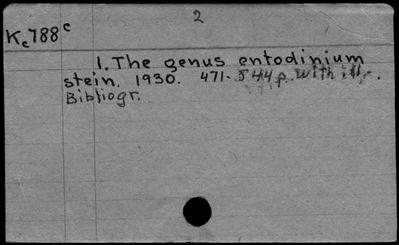 2
Kc788c
1. The genus entodinium
stein. 1930. 471-544 p. with ill.
Bibliogr.